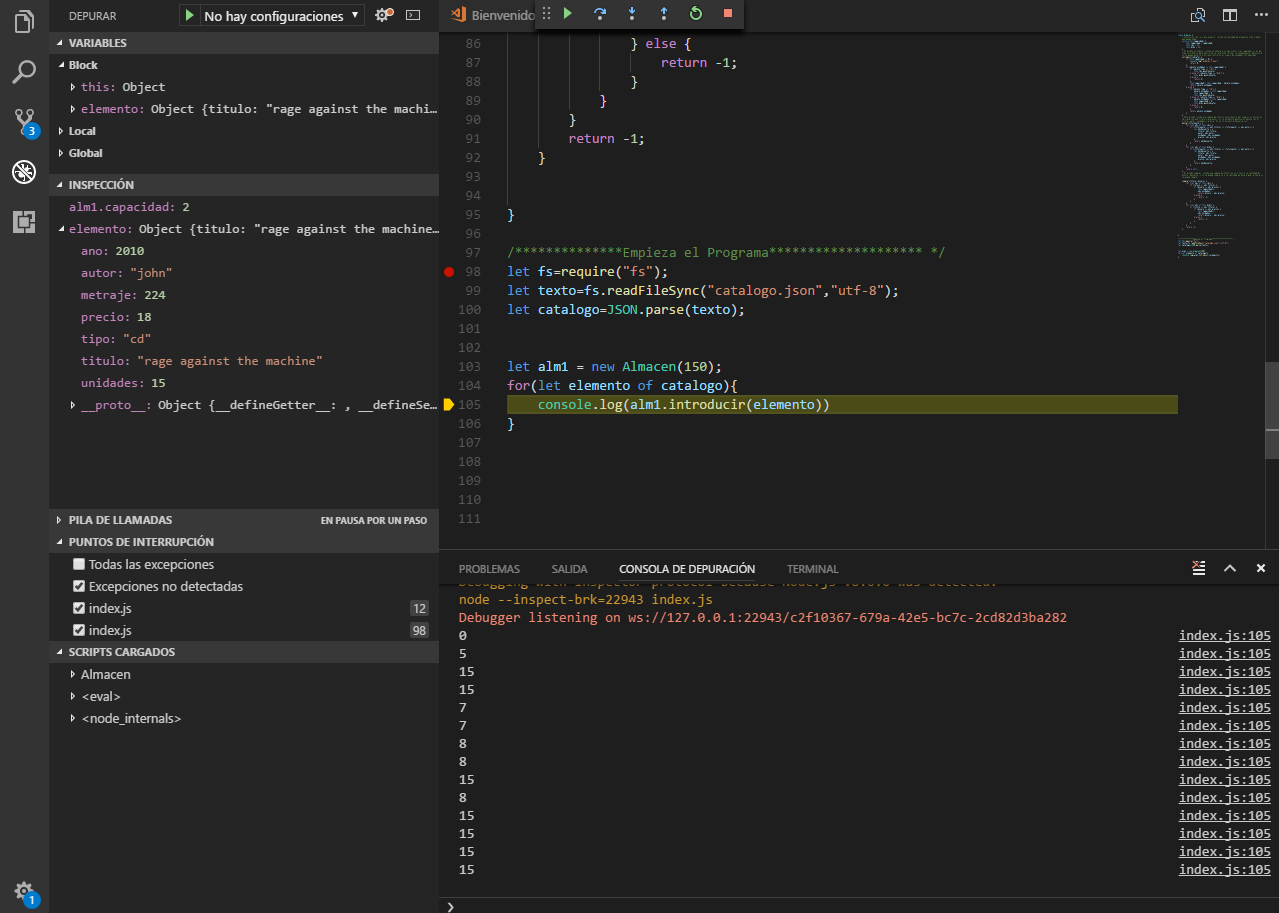 DEPURAR
No hay configuraciones
VARIABLES
Block
this: Object
elemento: Object {titulo: "rage against the machi…
Local
Global
INSPECCIÓN
alm1.capacidad: 2
elemento: Object {titulo: "rage against the machine…
ano: 2010
autor: "john"
metraje: 224
precio: 18
tipo: "cd"
titulo: "rage against the machine"
unidades: 15
__proto__: Object {__defineGetter__: , __defineSe…
PILA DE LLAMADAS
EN PAUSA POR UN PASO
PUNTOS DE INTERRUPCIÓN
Todas las excepciones
Excepciones no detectadas
index.js 12
index.js 98
SCRIPTS CARGADOS
Almacen
<eval>
<node_internals>
3
1
Bienvenido
86 } else {
87 return -1;
88 }
89 }
90 }
91 return -1;
92 }
93
94
95 }
96
97 /**************Empieza el Programa******************** */
98 let fs=require("fs");
99 let texto=fs.readFileSync("catalogo.json","utf-8");
100 let catalogo=JSON.parse(texto);
101
102
103 let alm1 = new Almacen(150);
104 for(let elemento of catalogo){
105 console.log(alm1.introducir(elemento))
106 }
107
108
109
110
111
PROBLEMAS
SALIDA
CONSOLA DE DEPURACIÓN
TERMINAL
node --inspect-brk=22943 index.js
Debugger listening on ws://127.0.0.1:22943/c2f10367-679a-42e5-bc7c-2cd82d3ba282
0 index.js:105
5 index.js:105
15 index.js:105
15 index.js:105
7 index.js:105
7 index.js:105
8 index.js:105
8 index.js:105
15 index.js:105
8 index.js:105
15 index.js:105
15 index.js:105
15 index.js:105
15 index.js:105